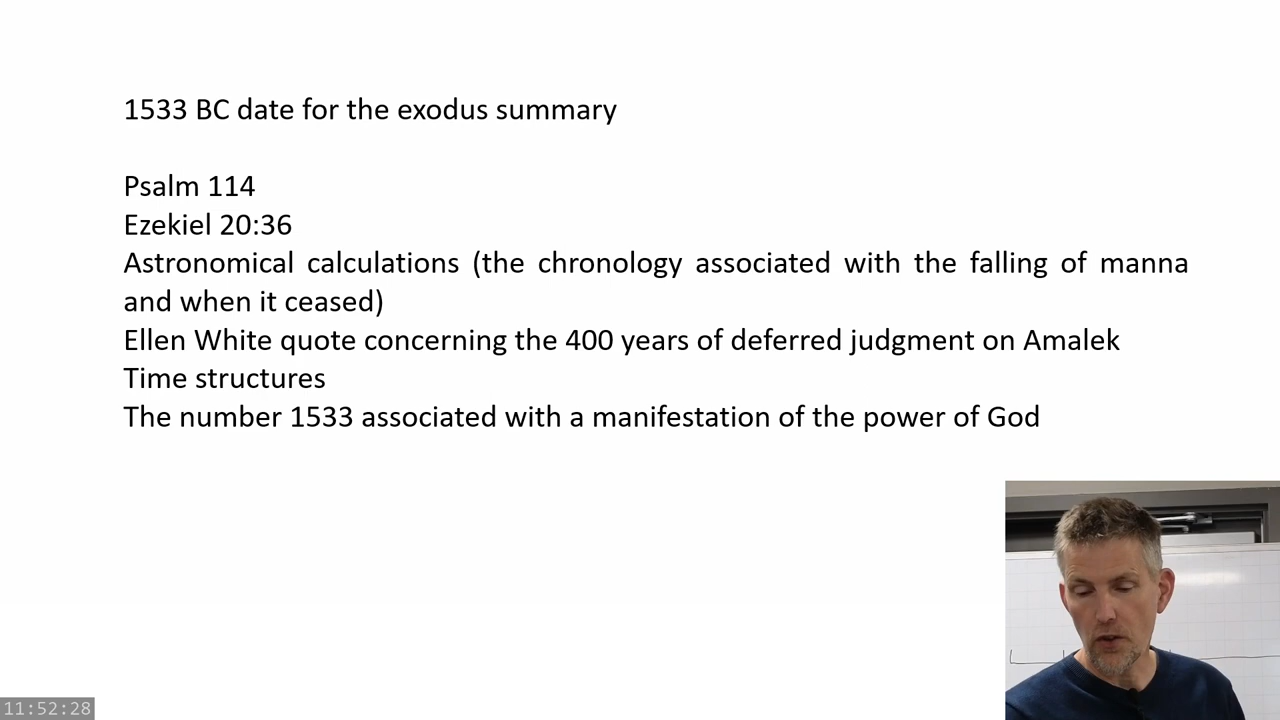 1533 BC date for the exodus summary
Psalm 114
Ezekiel 20:36
Astronomical calculations (the chronology associated with the falling of manna
and when it ceased)
Ellen White quote concerning the 400 years of deferred judgment on Amalek
Time structures
The number 1533 associated with a manifestation of the power of God
11:52:28